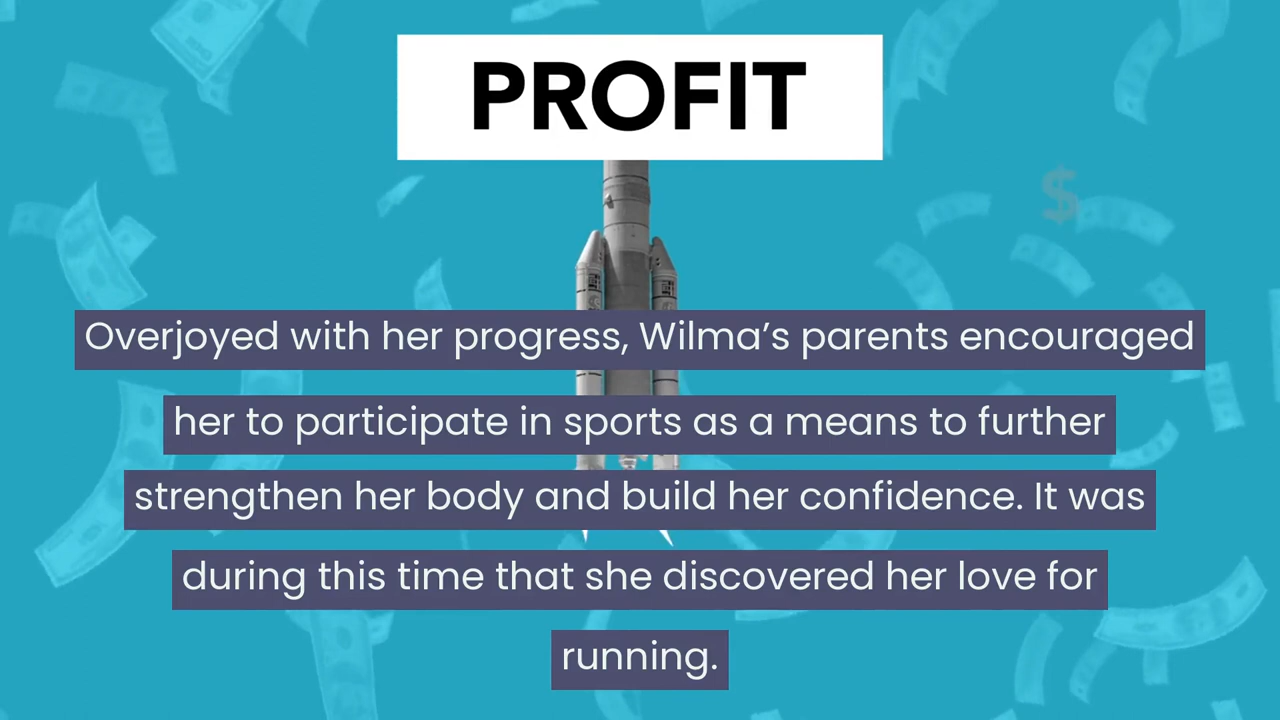 PROFIT
$
Overjoyed with her progress, Wilma’s parents encouraged
her to participate in sports as a means to further
strengthen her body and build her confidence. It was
during this time that she discovered her love for
running.